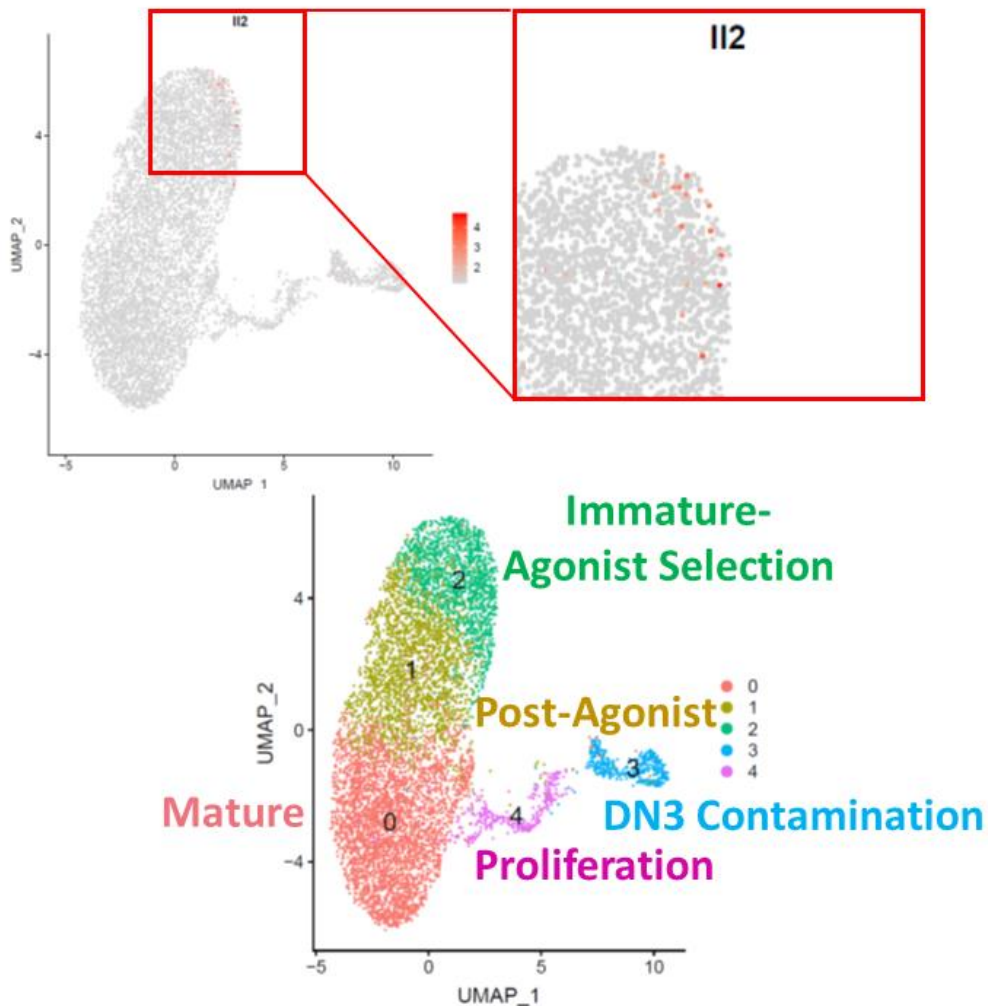 Il2
Il2
4
0
-4
UMAP_2
4
3
2
-5
0
5
10
UMAP_1
Immature-
Agonist Selection
2
4
1
Post-Agonist
0
1
2
3
4
0
UMAP_2
3
Mature
0
4
DN3 Contamination
Proliferation
-4
-5
0
5
10
UMAP_1